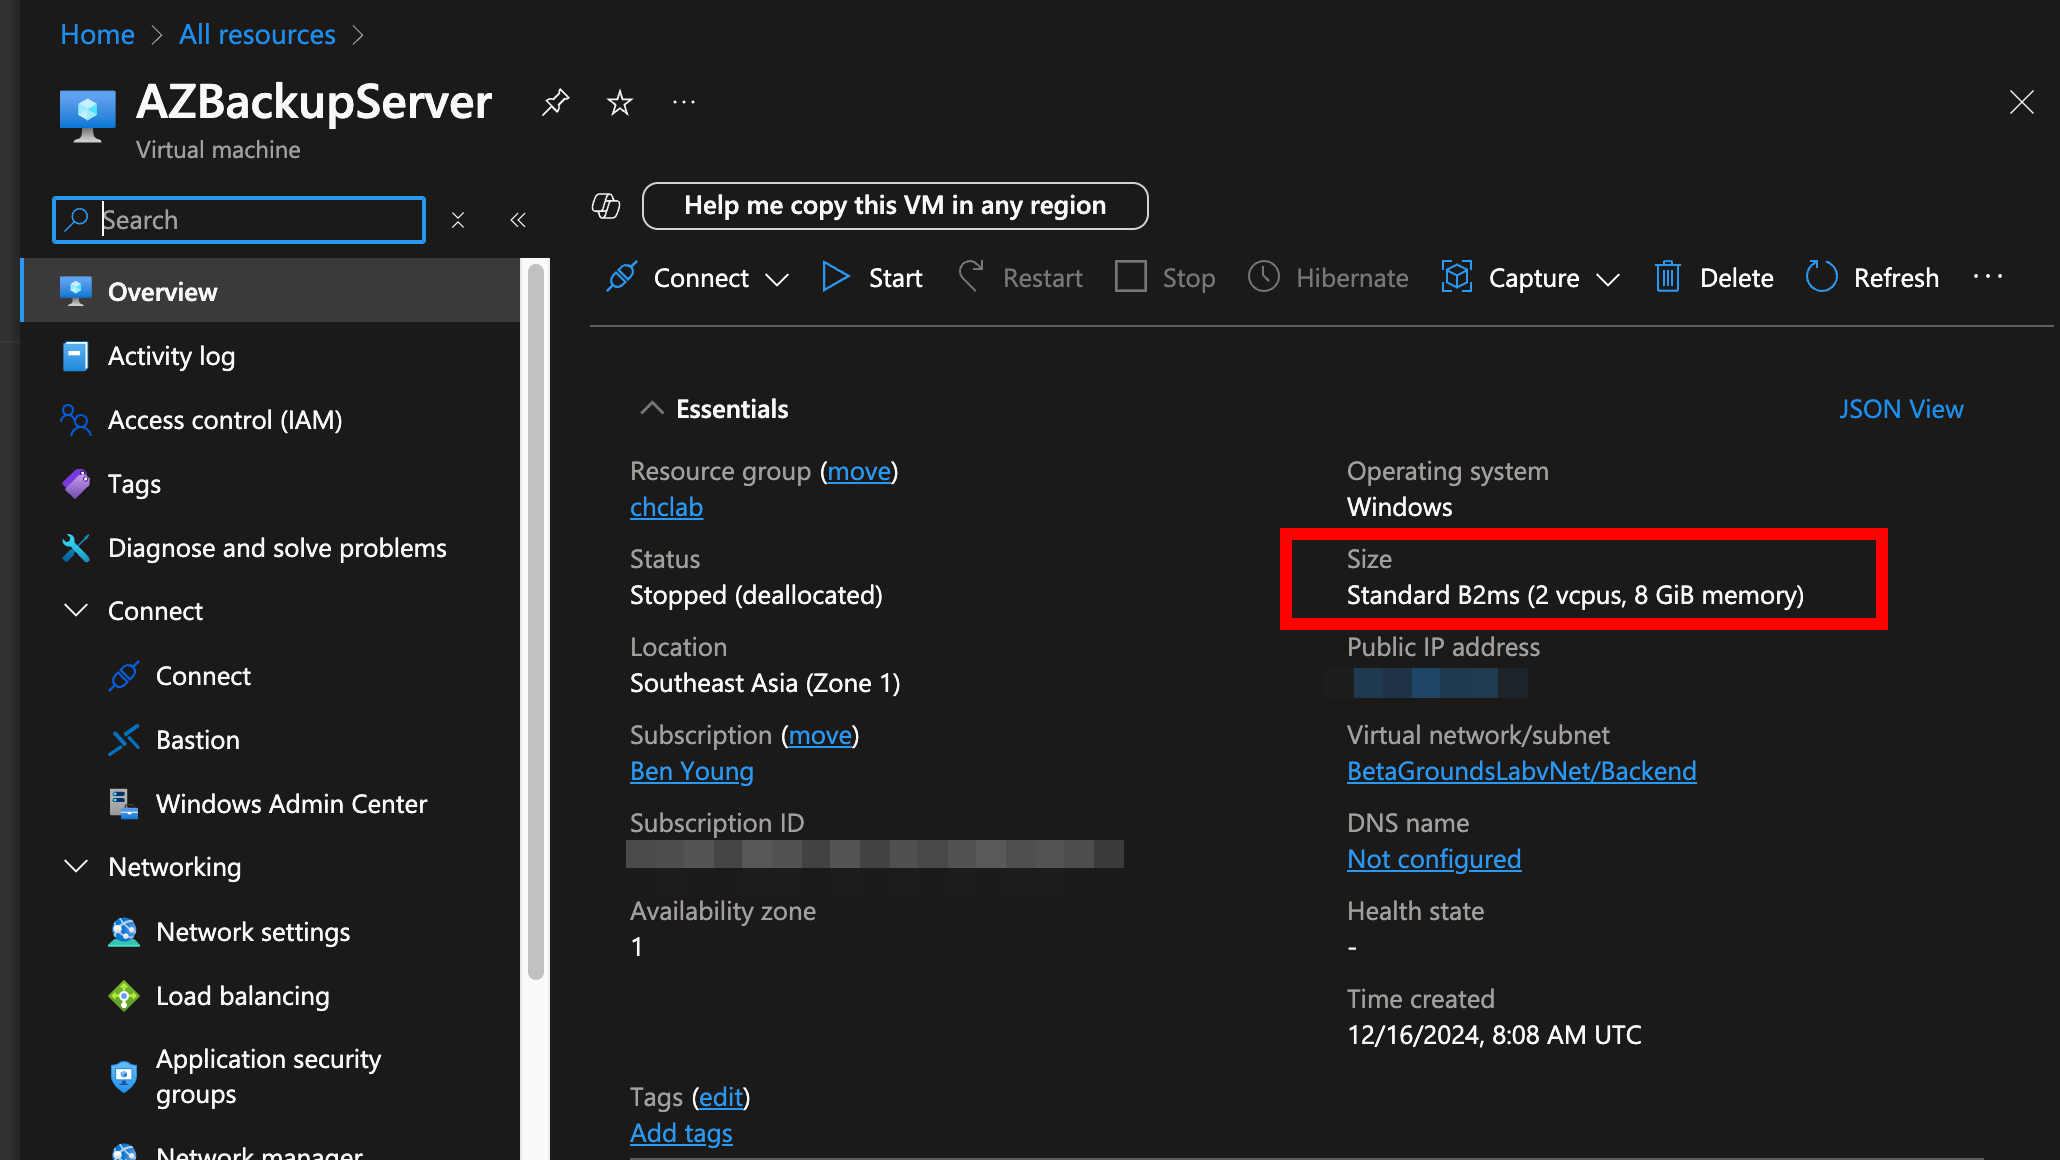 Home > All resources >
AZBackupServer
Virtual machine
Search
Overview
Activity log
Access control (IAM)
Tags
Diagnose and solve problems
Connect
Connect
Bastion
Windows Admin Center
Networking
Network settings
Load balancing
Application security
groups
Network manager
Help me copy this VM in any region
Connect Start Restart Stop Hibernate Capture Delete Refresh
Essentials
JSON View
Resource group (move)
chclab
Status
Stopped (deallocated)
Location
Southeast Asia (Zone 1)
Subscription (move)
Ben Young
Subscription ID
Availability zone
1
Operating system
Windows
Size
Standard B2ms (2 vcpus, 8 GiB memory)
Public IP address
Virtual network/subnet
BetaGroundsLabvNet/Backend
DNS name
Not configured
Health state
-
Time created
12/16/2024, 8:08 AM UTC
Tags (edit)
Add tags